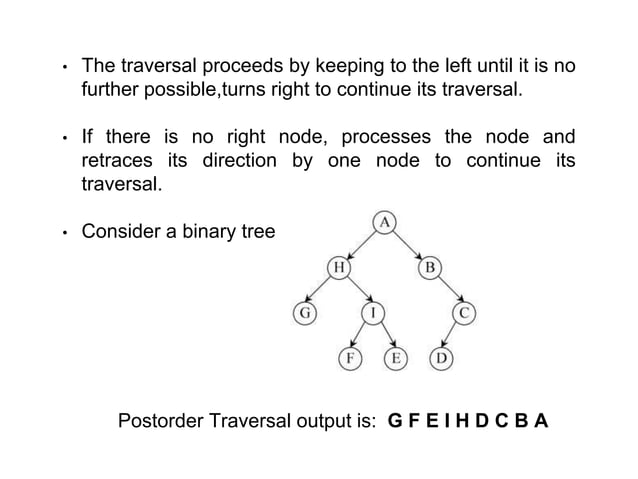 • The traversal proceeds by keeping to the left until it is no
further possible,turns right to continue its traversal.
• If there is no right node, processes the node and
retraces its direction by one node to continue its
traversal.
• Consider a binary tree
A
H B
G I C
F E D
Postorder Traversal output is: G F E I H D C B A